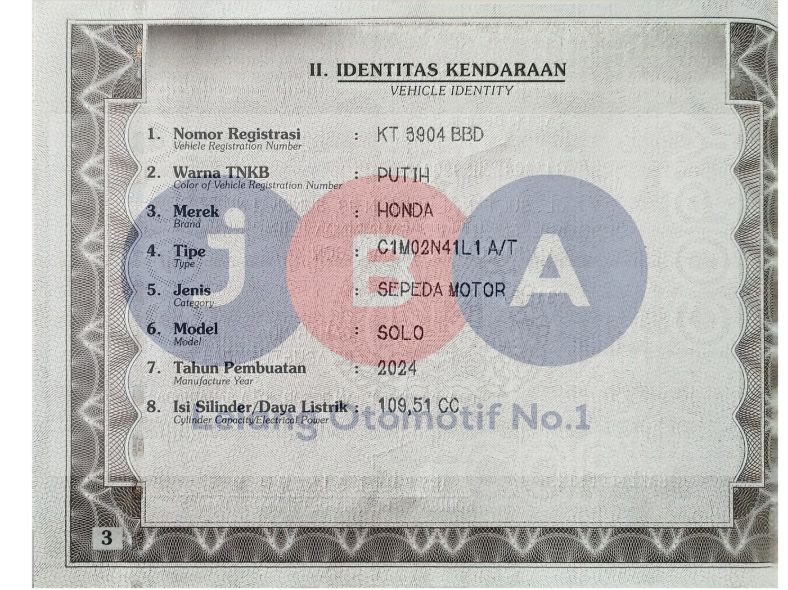 II. IDENTITAS KENDARAAN
VEHICLE IDENTITY
1. Nomor Registrasi : KT 3904 BBD
Vehicle Registration Number
2. Warna TNKB : PUTIH
Color of Vehicle Registration Number
3. Merek : HONDA
Brand
4. Tipe : C1M02N41L1 A/T
Type
5. Jenis : SEPEDA MOTOR
Category
6. Model : SOLO
Model
7. Tahun Pembuatan : 2024
Manufacture Year
8. Isi Silinder/Daya Listrik : 109,51 CC
Cylinder Capacity/Electrical Power
JBA
Lelang Otomotif No.1
3